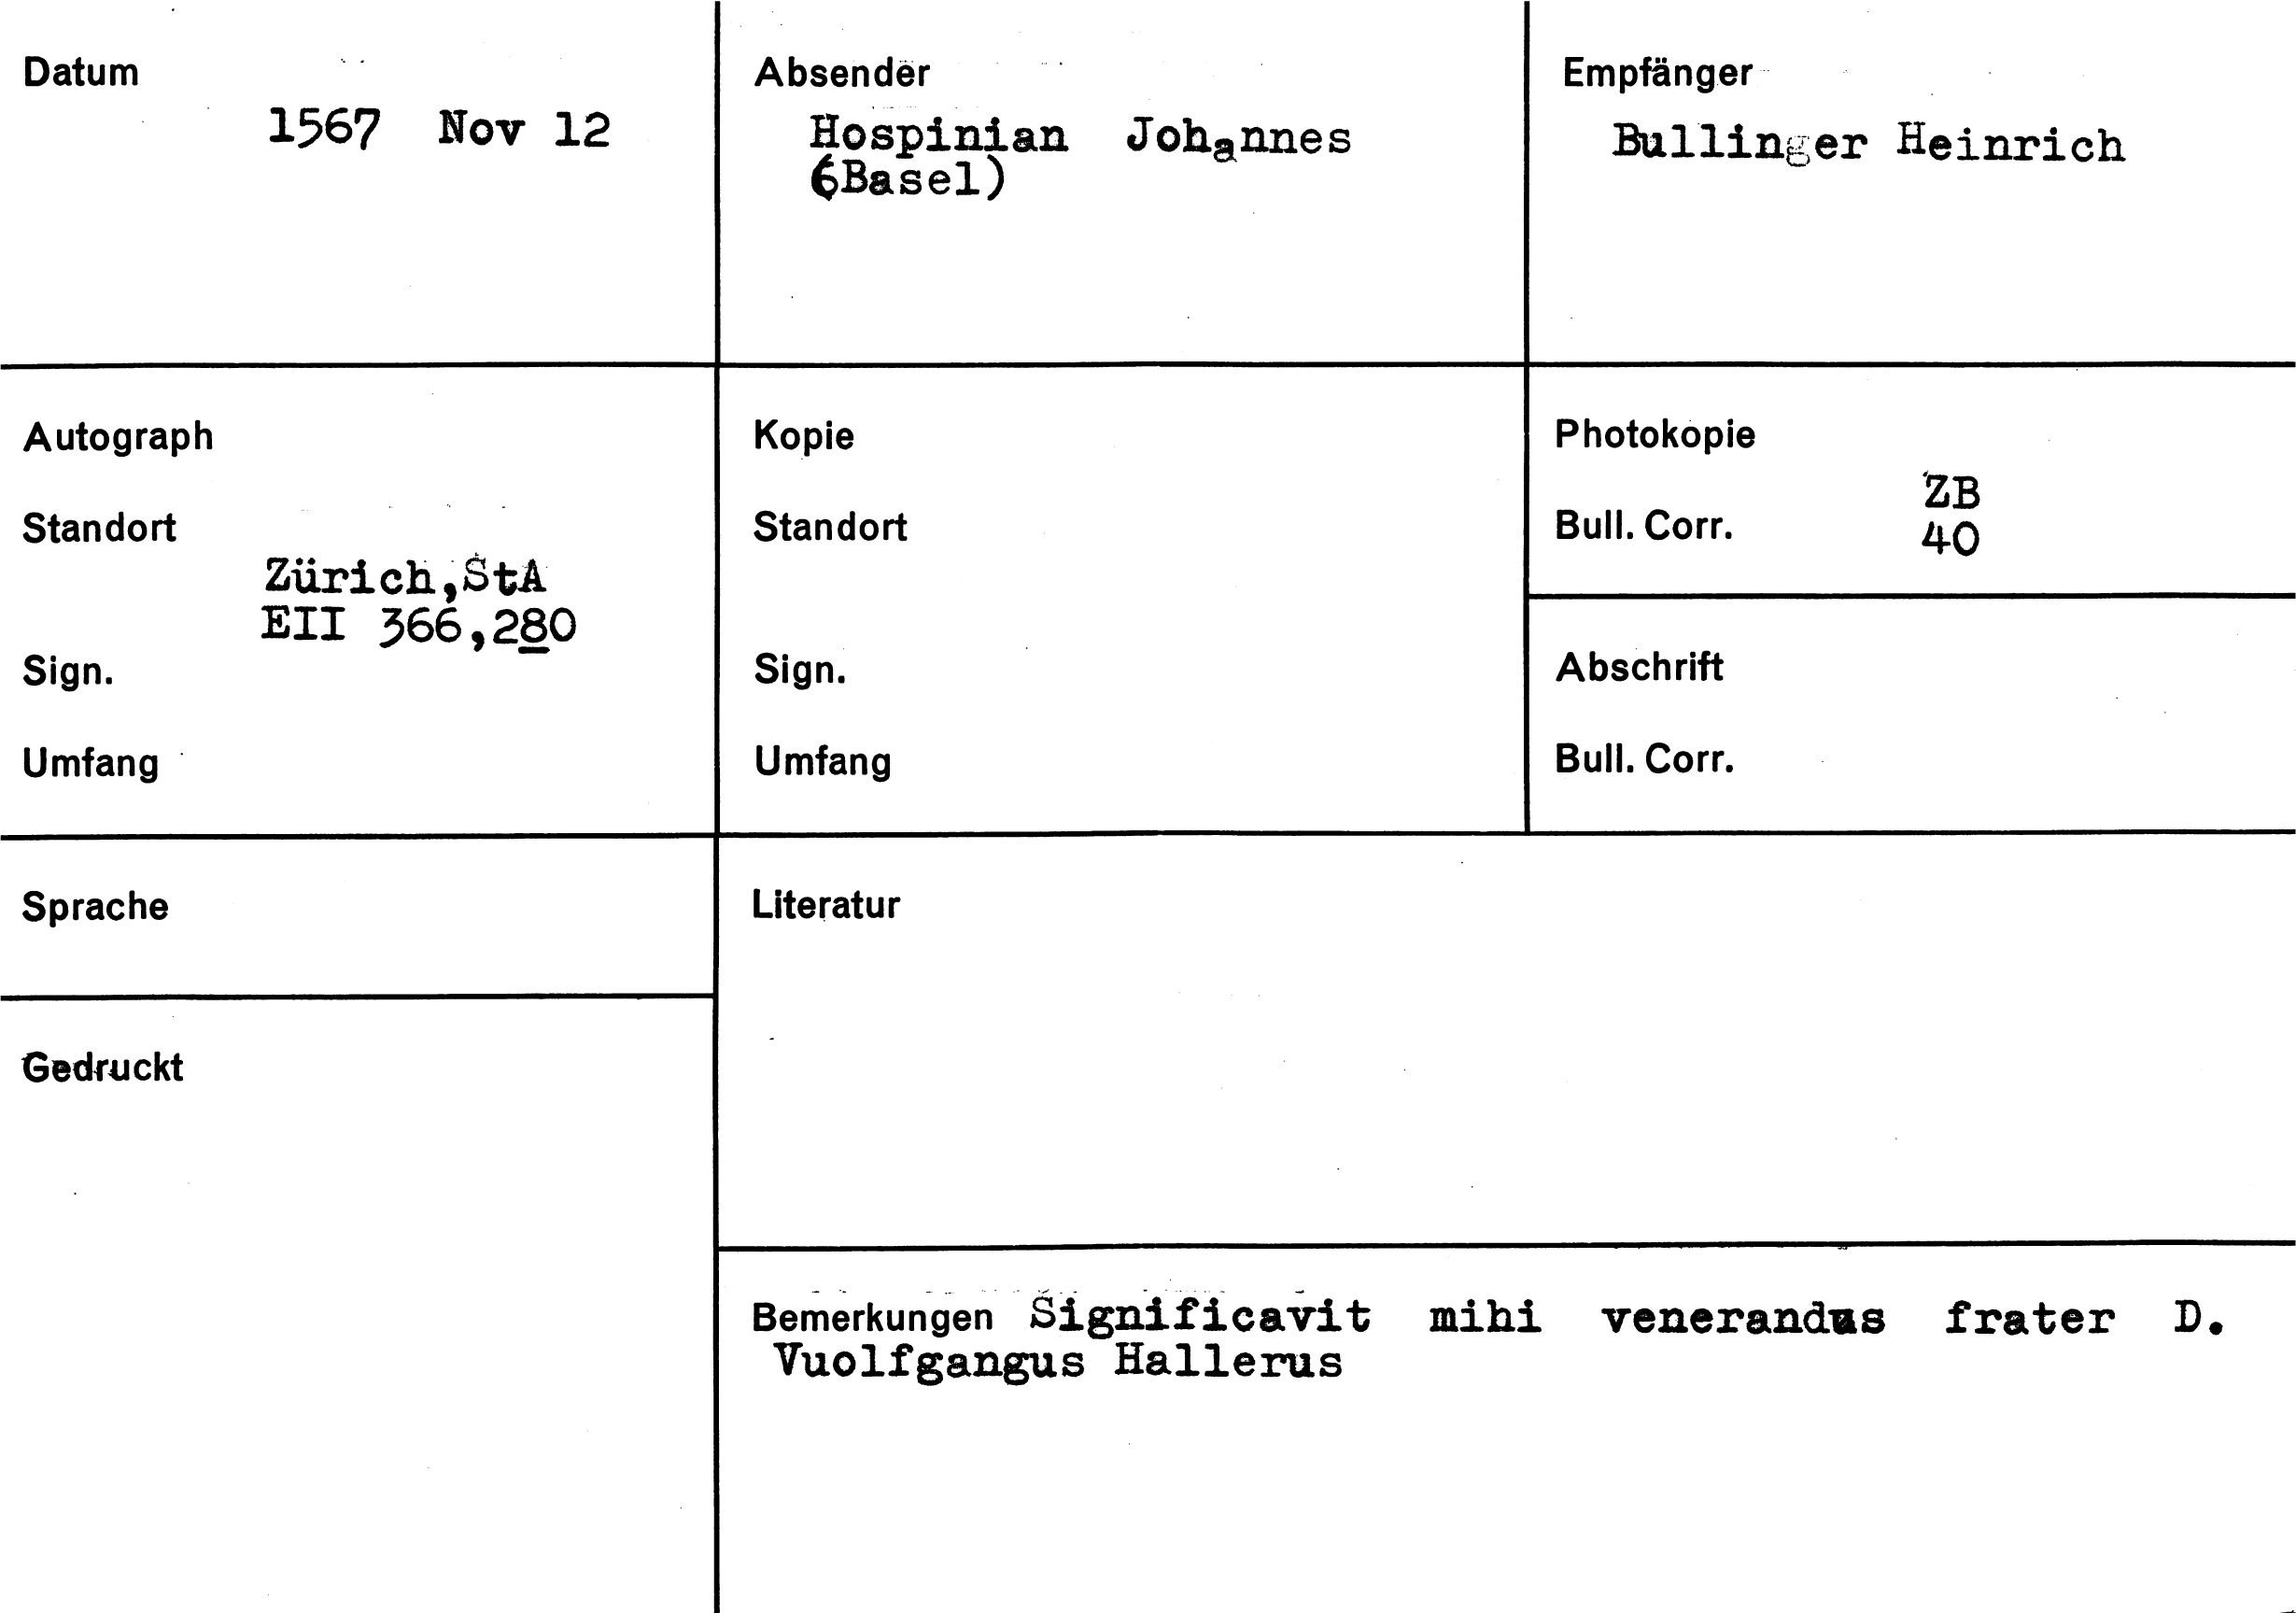 Datum
1567 Nov 12
Absender
Hospinian Johannes
(Basel)
Empfänger
Bullinger Heinrich
Autograph
Standort
Zürich,StA
EII 366,280
Sign.
Umfang
Kopie
Standort
Sign.
Umfang
Photokopie
ZB
Bull. Corr. 40
Abschrift
Bull. Corr.
Sprache
Literatur
Gedruckt
Bemerkungen Significavit mihi venerandus frater D.
Vuolfgangus Hallerus